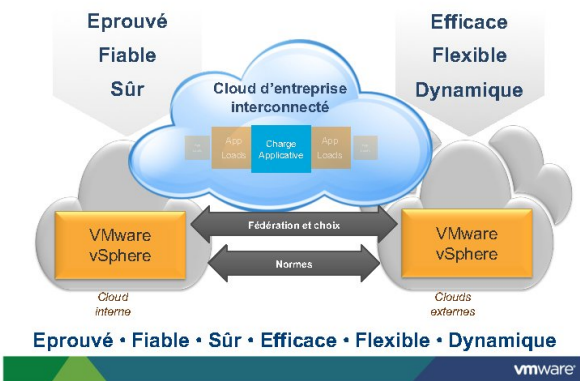 Eprouvé
Fiable
Sûr
Efficace
Flexible
Dynamique
Cloud d'entreprise
interconnecté
App
Loads
Charge
Applicative
App
Loads
Fédération et choix
Normes
VMware
vSphere
VMware
vSphere
Cloud
interne
Clouds
externes
Eprouvé • Fiable • Sûr • Efficace • Flexible • Dynamique
vmware